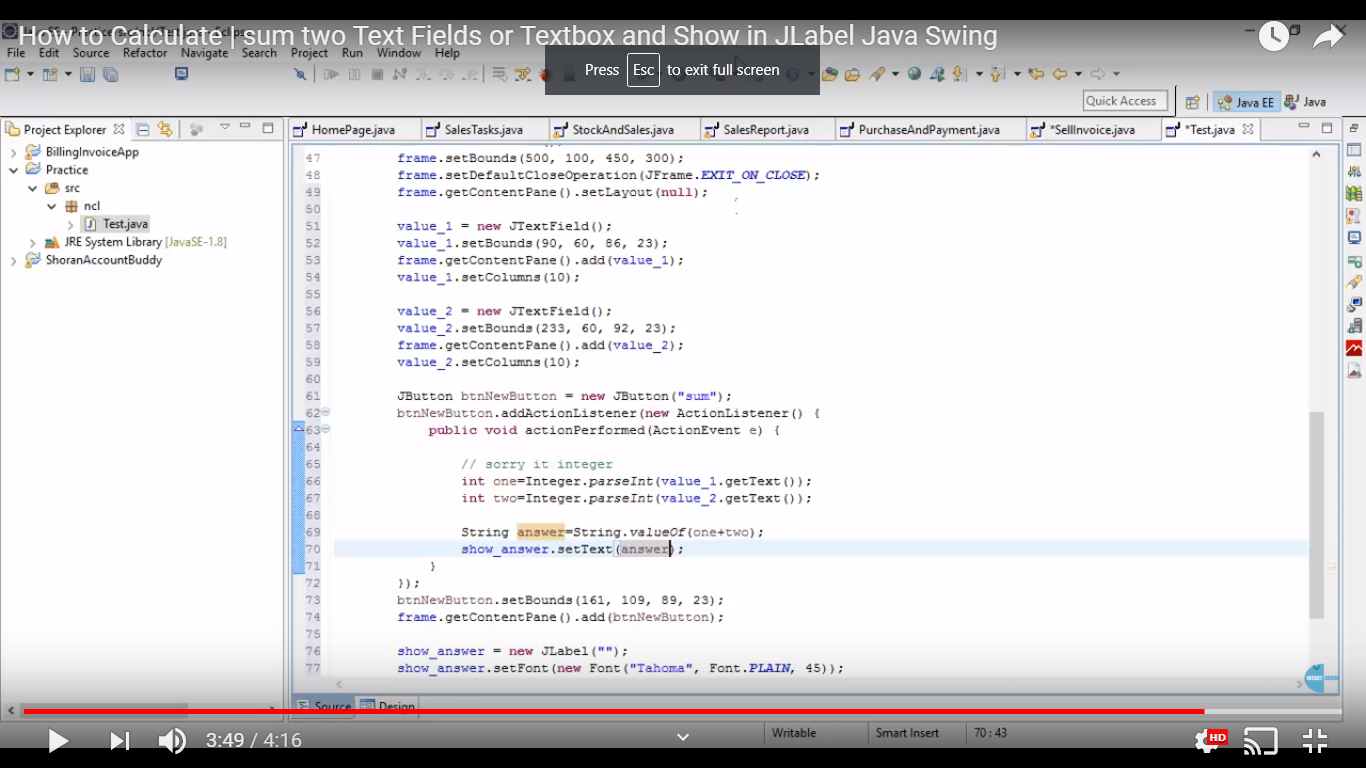 How to Calculate | sum two Text Fields or Textbox and Show in JLabel Java Swing
File Edit Source Refactor Navigate Search Project Run Window Help
Press Esc to exit full screen
Quick Access
Java EE
Java
Project Explorer
HomePage.java
SalesTasks.java
StockAndSales.java
SalesReport.java
PurchaseAndPayment.java
*SellInvoice.java
*Test.java
BillingInvoiceApp
Practice
src
ncl
Test.java
JRE System Library [JavaSE-1.8]
ShoranAccountBuddy
47 frame.setBounds(500, 100, 450, 300);
48 frame.setDefaultCloseOperation(JFrame.EXIT_ON_CLOSE);
49 frame.getContentPane().setLayout(null);
50
51 value_1 = new JTextField();
52 value_1.setBounds(90, 60, 86, 23);
53 frame.getContentPane().add(value_1);
54 value_1.setColumns(10);
55
56 value_2 = new JTextField();
57 value_2.setBounds(233, 60, 92, 23);
58 frame.getContentPane().add(value_2);
59 value_2.setColumns(10);
60
61 JButton btnNewButton = new JButton("sum");
62 btnNewButton.addActionListener(new ActionListener() {
63 public void actionPerformed(ActionEvent e) {
64
65 // sorry it integer
66 int one=Integer.parseInt(value_1.getText());
67 int two=Integer.parseInt(value_2.getText());
68
69 String answer=String.valueOf(one+two);
70 show_answer.setText(answer);
71 }
72 });
73 btnNewButton.setBounds(161, 109, 89, 23);
74 frame.getContentPane().add(btnNewButton);
75
76 show_answer = new JLabel("");
77 show_answer.setFont(new Font("Tahoma", Font.PLAIN, 45));
Source Design
Writable Smart Insert 70 : 43
3:49 / 4:16
HD